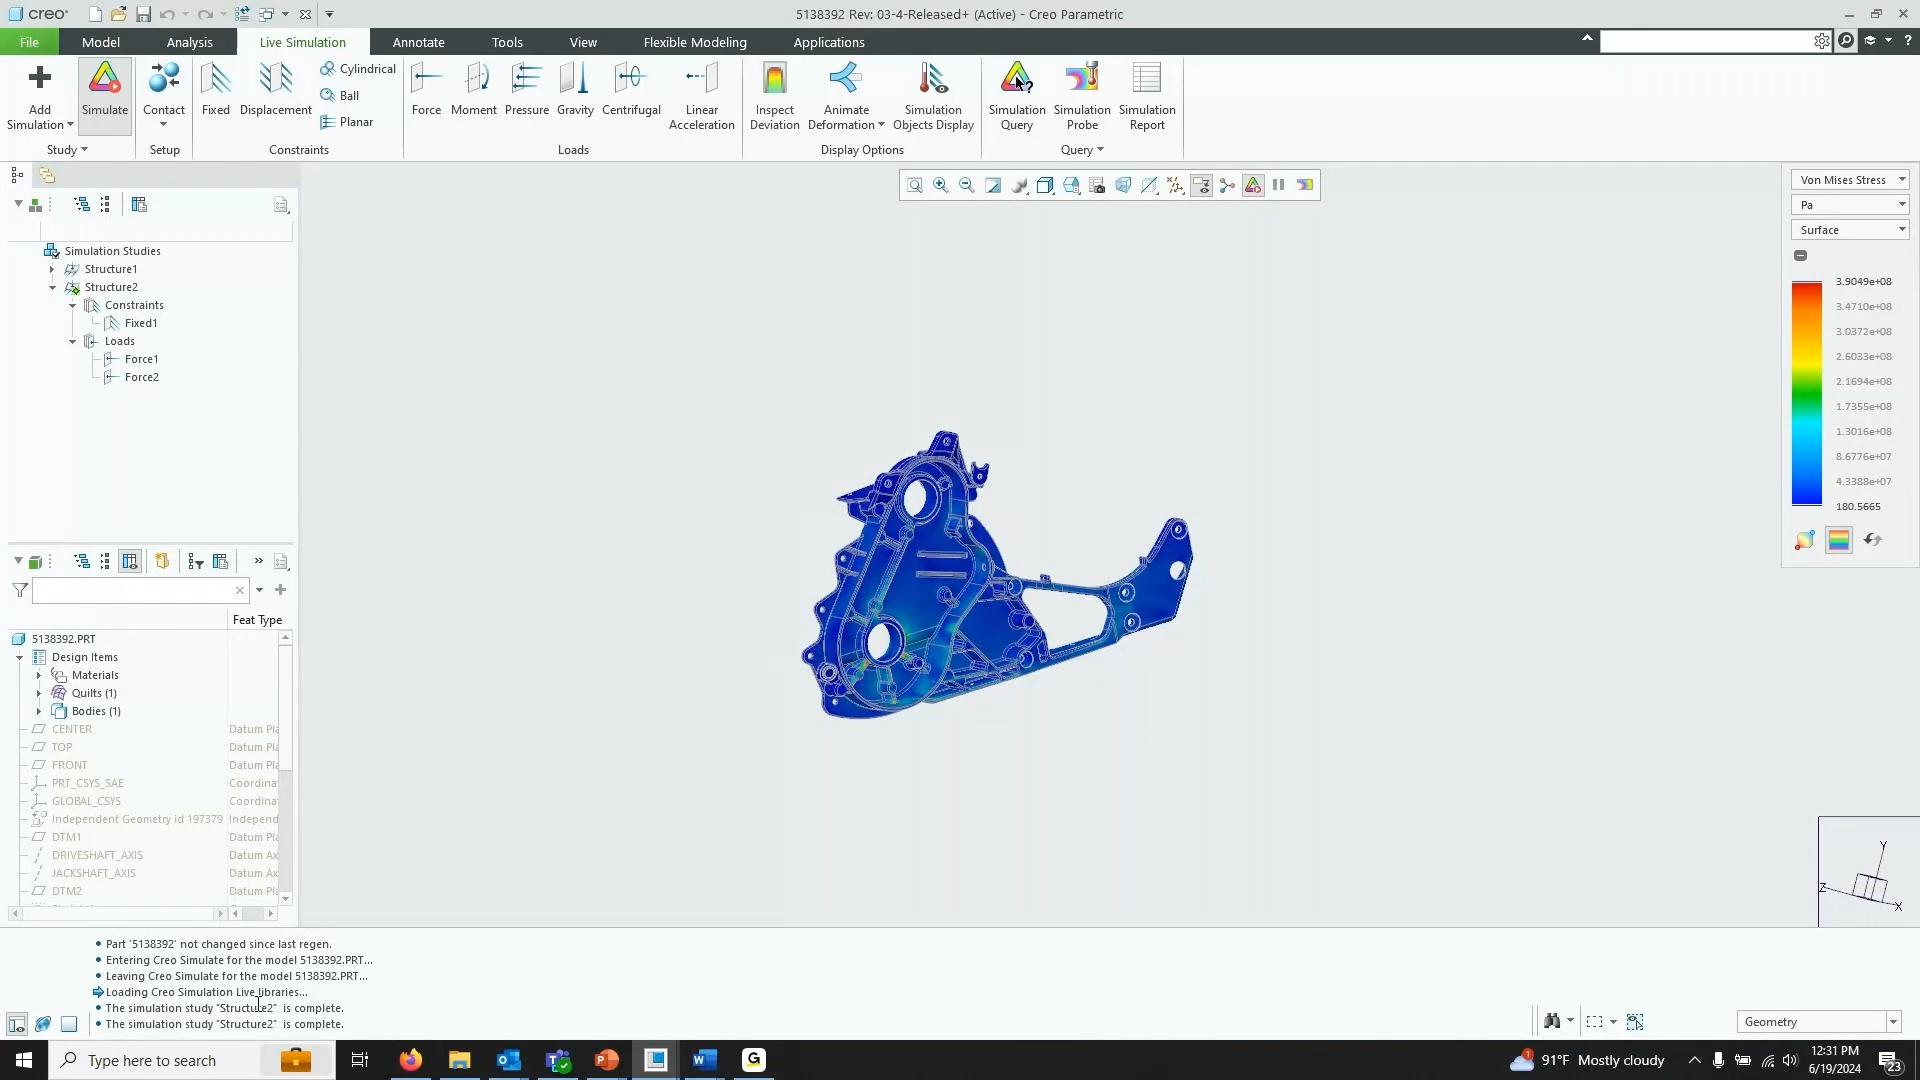 creo
5138392 Rev: 03-4-Released+ (Active) - Creo Parametric
File
Model
Analysis
Live Simulation
Annotate
Tools
View
Flexible Modeling
Applications
Add Simulation
Simulate
Contact
Fixed
Displacement
Cylindrical
Ball
Planar
Force
Moment
Pressure
Gravity
Centrifugal
Linear Acceleration
Inspect Deviation
Animate Deformation
Simulation Objects Display
Simulation Query
Simulation Probe
Simulation Report
Study
Setup
Constraints
Loads
Display Options
Query
Simulation Studies
Structure1
Structure2
Constraints
Fixed1
Loads
Force1
Force2
Feat Type
5138392.PRT
Design Items
Materials
Quilts (1)
Bodies (1)
CENTER Datum Pla
TOP Datum Pla
FRONT Datum Pla
PRT_CSYS_SAE Coordina
GLOBAL_CSYS Coordina
Independent Geometry id 197379 Independ
DTM1 Datum Pla
DRIVESHAFT_AXIS Datum Ax
JACKSHAFT_AXIS Datum Ax
DTM2 Datum Pla
Von Mises Stress
Pa
Surface
3.9049e+08
3.4710e+08
3.0372e+08
2.6033e+08
2.1694e+08
1.7355e+08
1.3016e+08
8.6776e+07
4.3388e+07
180.5665
Y
Z
X
Part '5138392' not changed since last regen.
Entering Creo Simulate for the model 5138392.PRT...
Leaving Creo Simulate for the model 5138392.PRT...
Loading Creo Simulation Live libraries...
The simulation study "Structure2" is complete.
The simulation study "Structure2" is complete.
Geometry
Type here to search
91°F Mostly cloudy
12:31 PM
6/19/2024
23